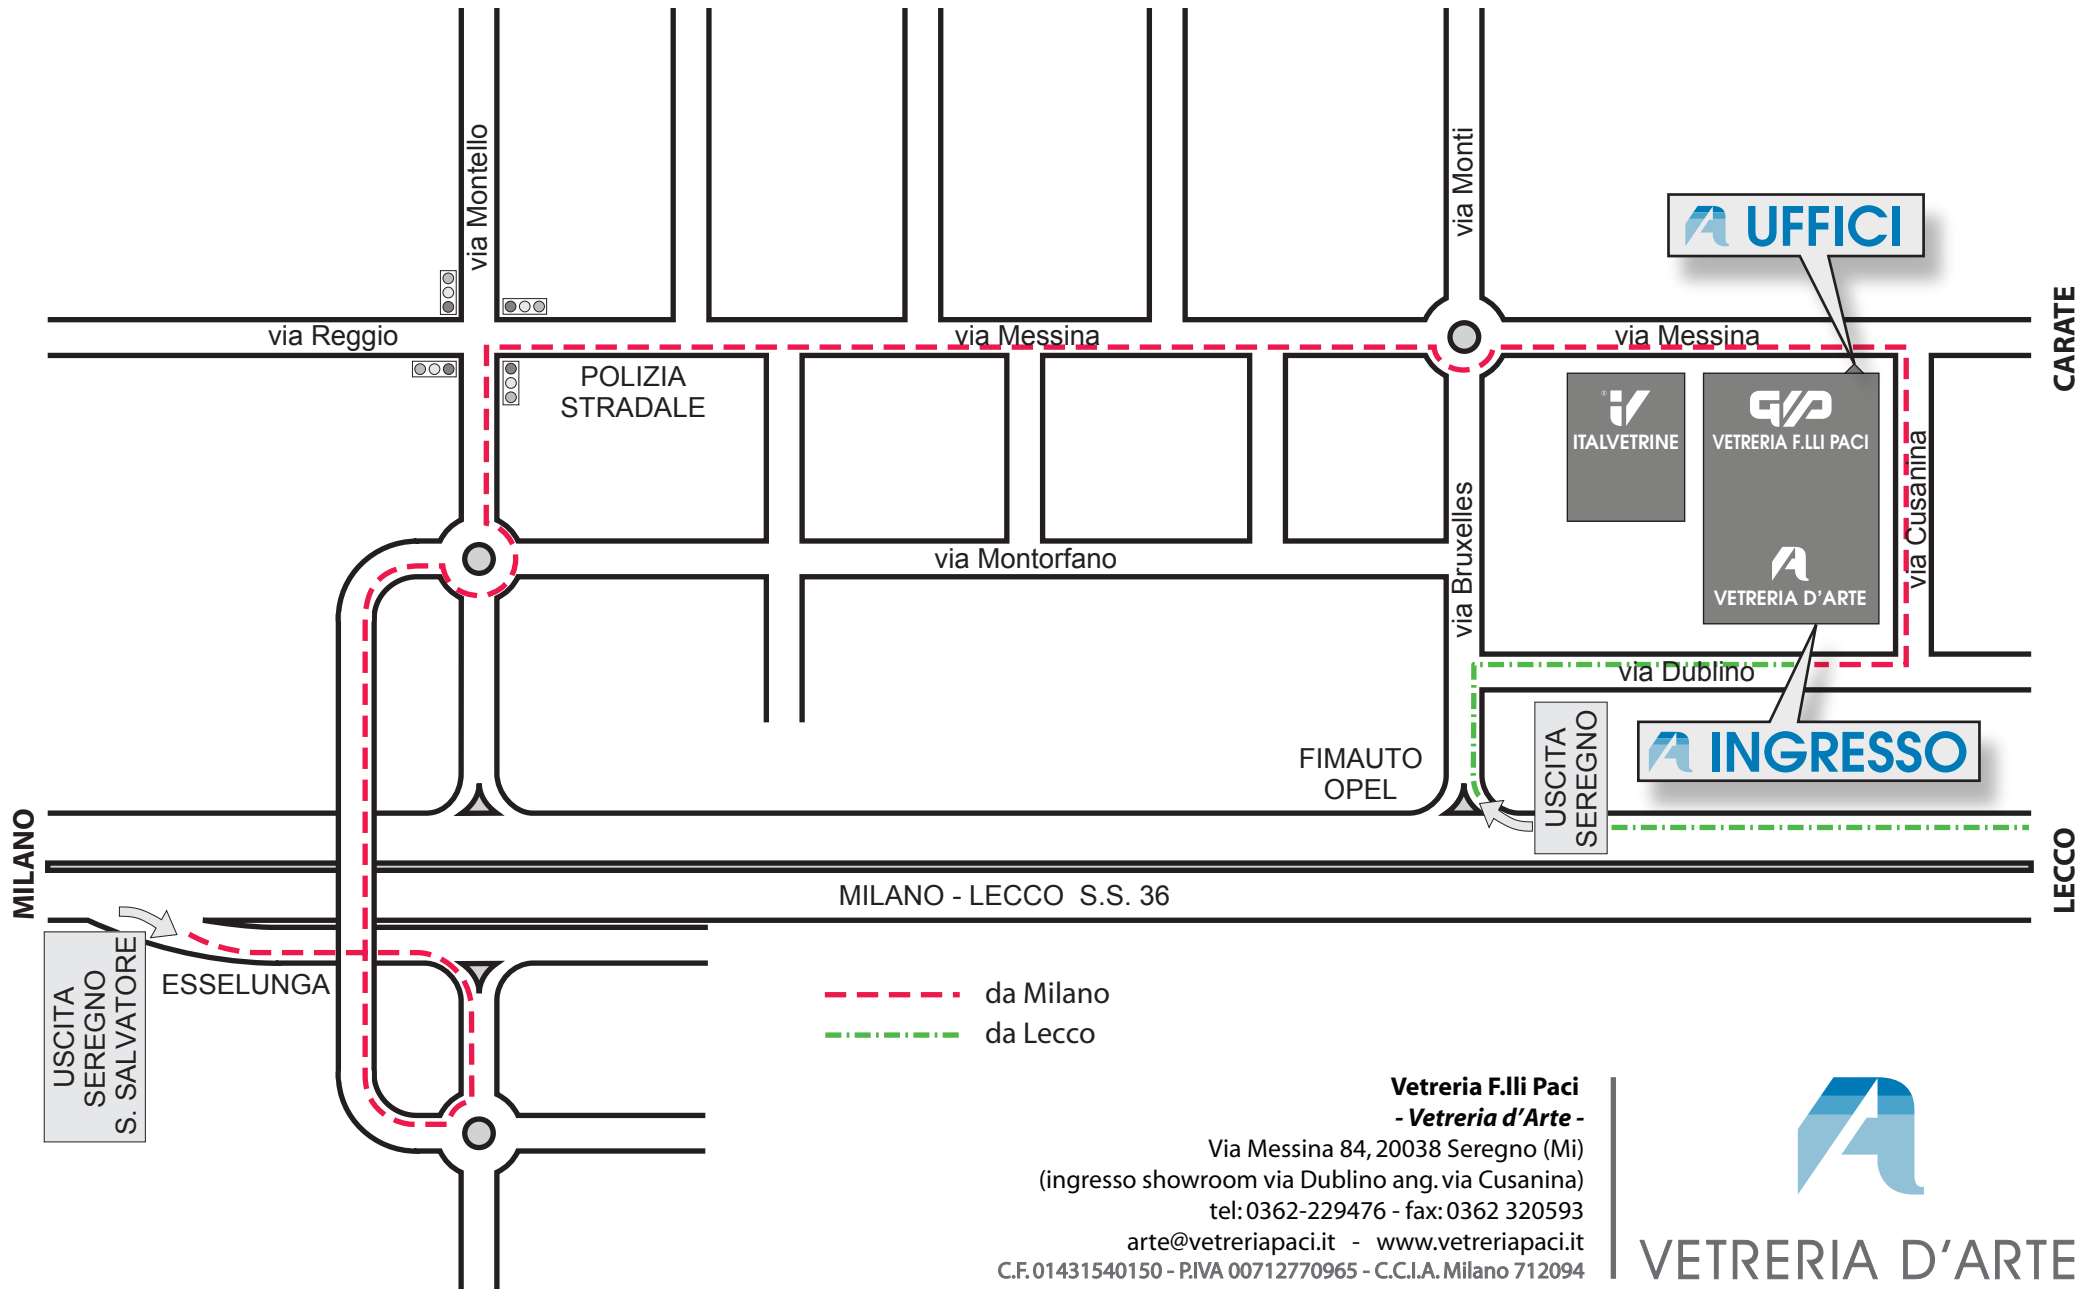 via Montello
via Monti
UFFICI
CARATE
via Reggio
via Messina
via Messina
POLIZIA
STRADALE
ITALVETRINE
GVP
VETRERIA F.LLI PACI
via Cusanina
via Bruxelles
via Montorfano
VETRERIA D'ARTE
via Dublino
USCITA
SEREGNO
INGRESSO
FIMAUTO
OPEL
MILANO
LECCO
MILANO - LECCO S.S. 36
USCITA
SEREGNO
S. SALVATORE
ESSELUNGA
da Milano
da Lecco
Vetreria F.lli Paci
- Vetreria d'Arte -
Via Messina 84, 20038 Seregno (Mi)
(ingresso showroom via Dublino ang. via Cusanina)
tel: 0362-229476 - fax: 0362 320593
arte@vetreriapaci.it - www.vetreriapaci.it
C.F. 01431540150 - P.IVA 00712770965 - C.C.I.A. Milano 712094
VETRERIA D'ARTE